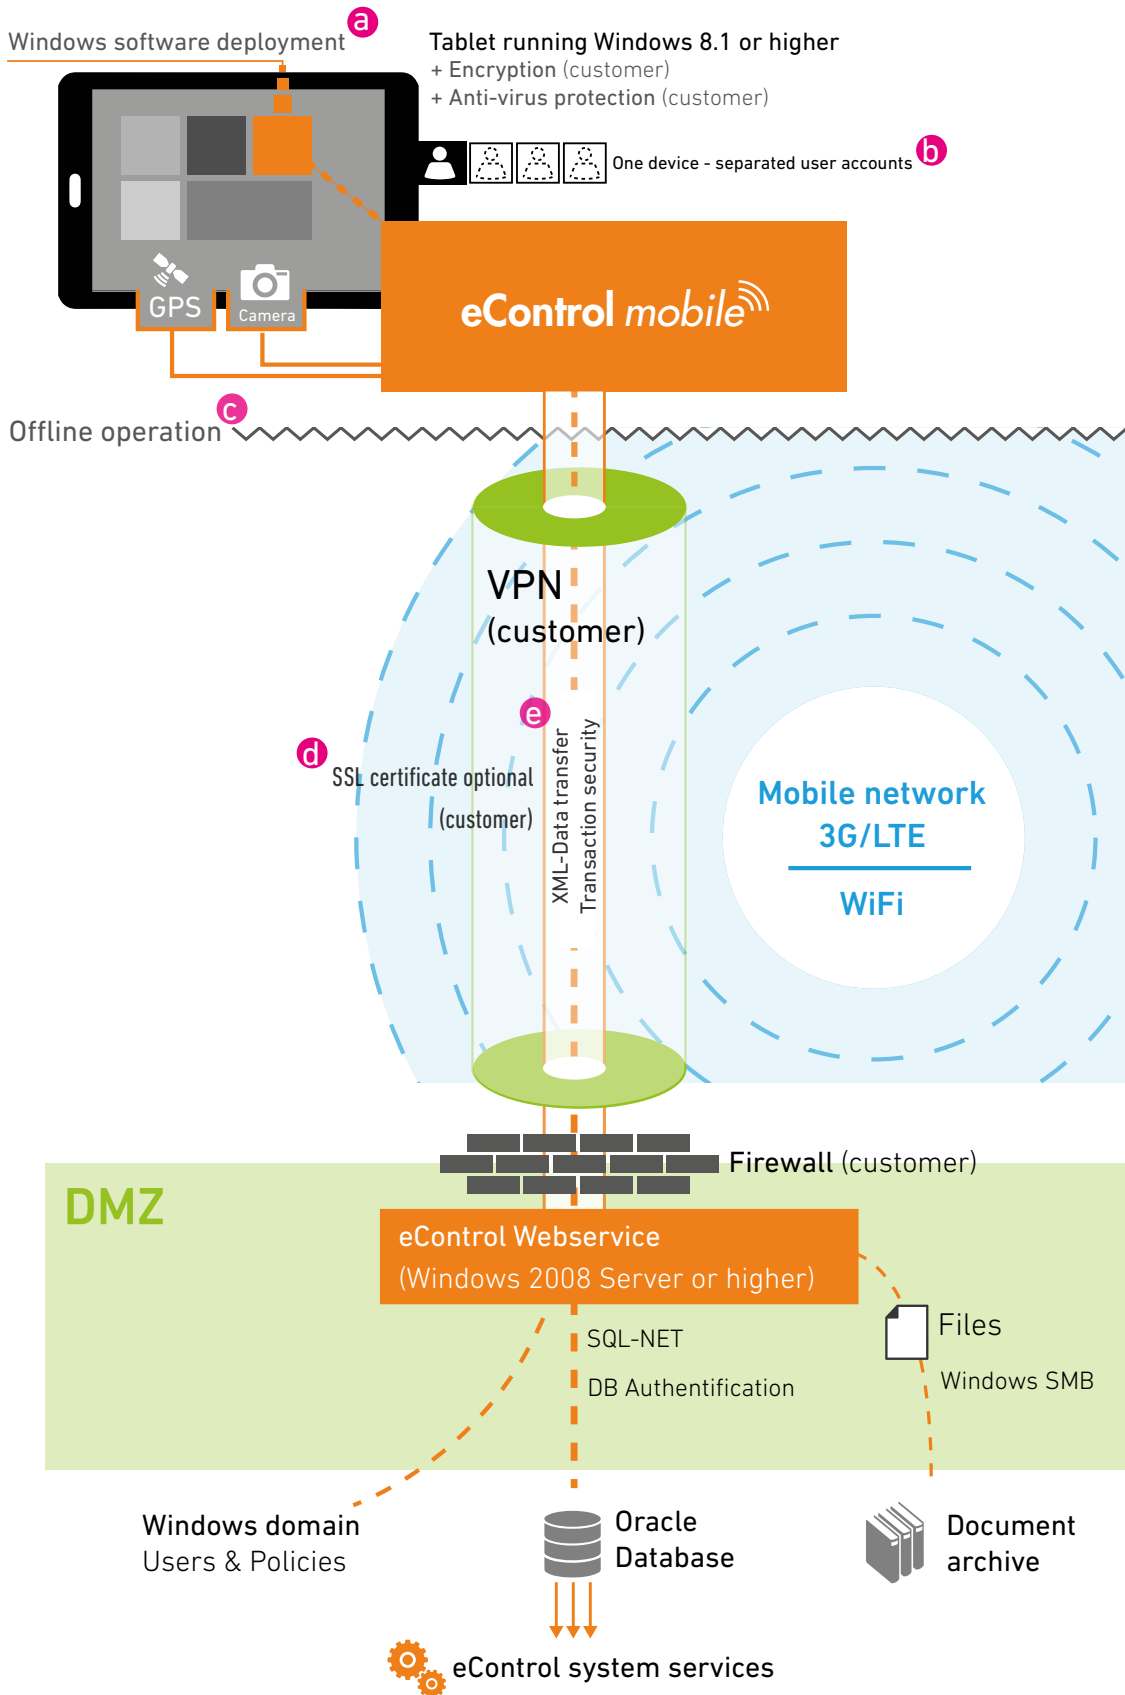 Windows software deployment
a
Tablet running Windows 8.1 or higher
+ Encryption (customer)
+ Anti-virus protection (customer)
One device - separated user accounts
b
GPS
Camera
eControl mobile
Offline operation
c
VPN
(customer)
e
d
SSL certificate optional
(customer)
XML-Data transfer
Transaction security
Mobile network
3G/LTE
WiFi
Firewall (customer)
DMZ
eControl Webservice
(Windows 2008 Server or higher)
SQL-NET
DB Authentification
Files
Windows SMB
Windows domain
Users & Policies
Oracle
Database
Document
archive
eControl system services